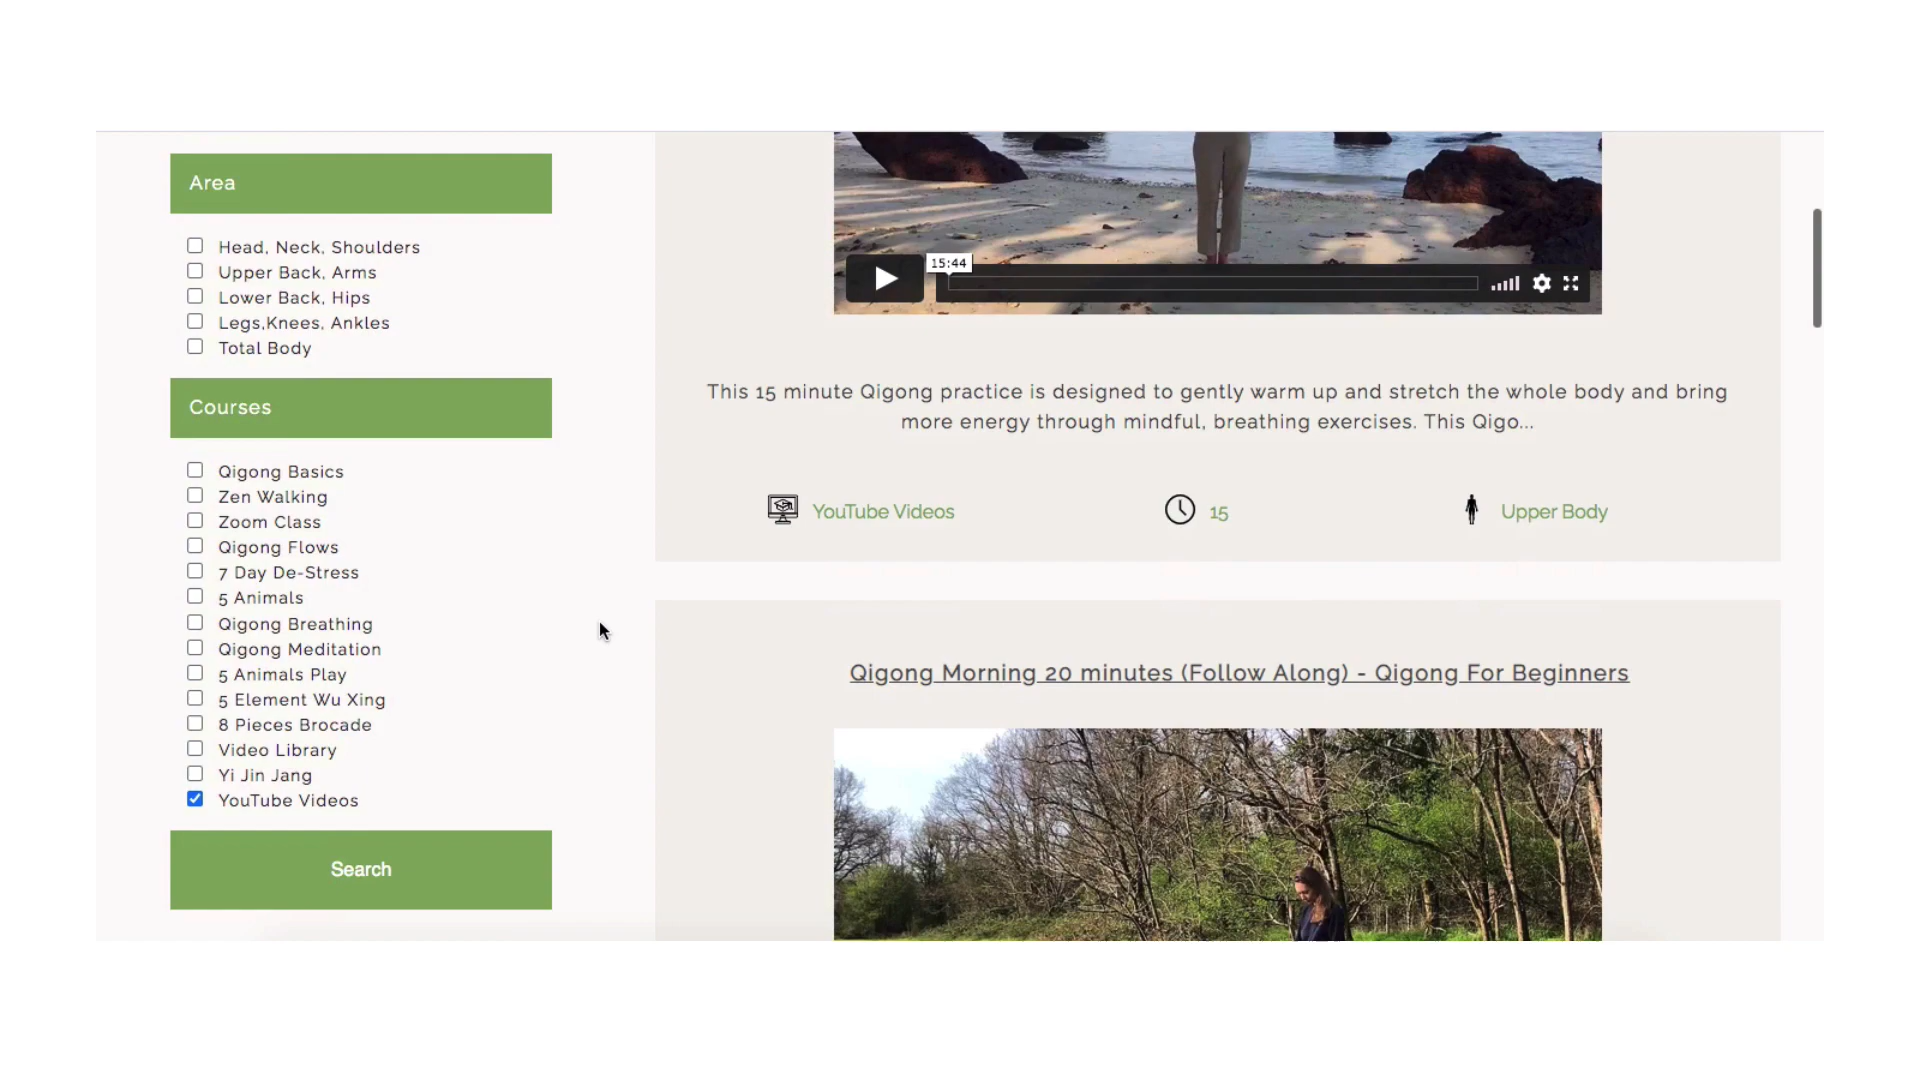 Area
Head, Neck, Shoulders
Upper Back, Arms
Lower Back, Hips
Legs,Knees, Ankles
Total Body
Courses
Qigong Basics
Zen Walking
Zoom Class
Qigong Flows
7 Day De-Stress
5 Animals
Qigong Breathing
Qigong Meditation
5 Animals Play
5 Element Wu Xing
8 Pieces Brocade
Video Library
Yi Jin Jang
YouTube Videos
Search
15:44
This 15 minute Qigong practice is designed to gently warm up and stretch the whole body and bring
more energy through mindful, breathing exercises. This Qigo...
YouTube Videos
15
Upper Body
Qigong Morning 20 minutes (Follow Along) - Qigong For Beginners